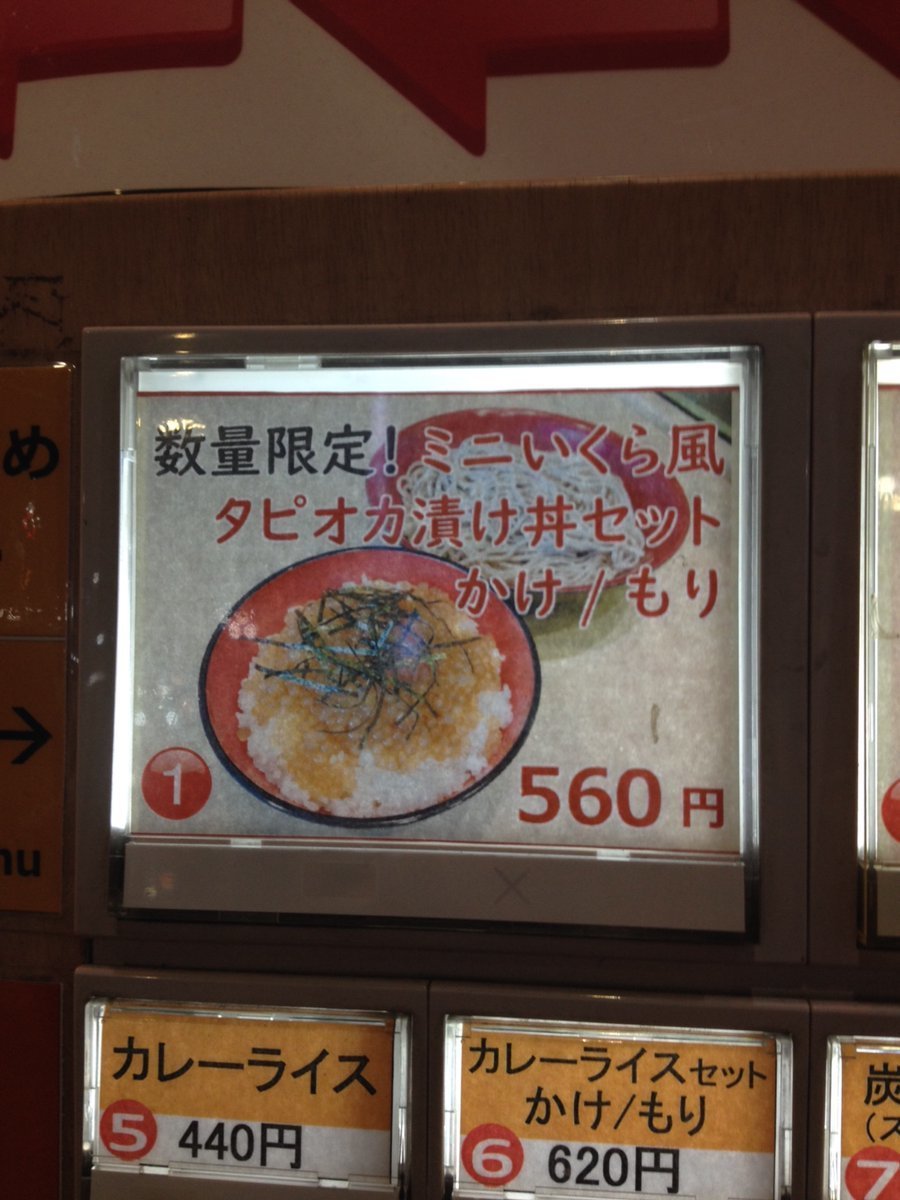 め
数量限定!ミニいくら風
タピオカ漬け丼セット
かけ/もり
→
1
560円
nu
カレーライス
5 440円
カレーライスセット
かけ/もり
6 620円
炭
(ス
7